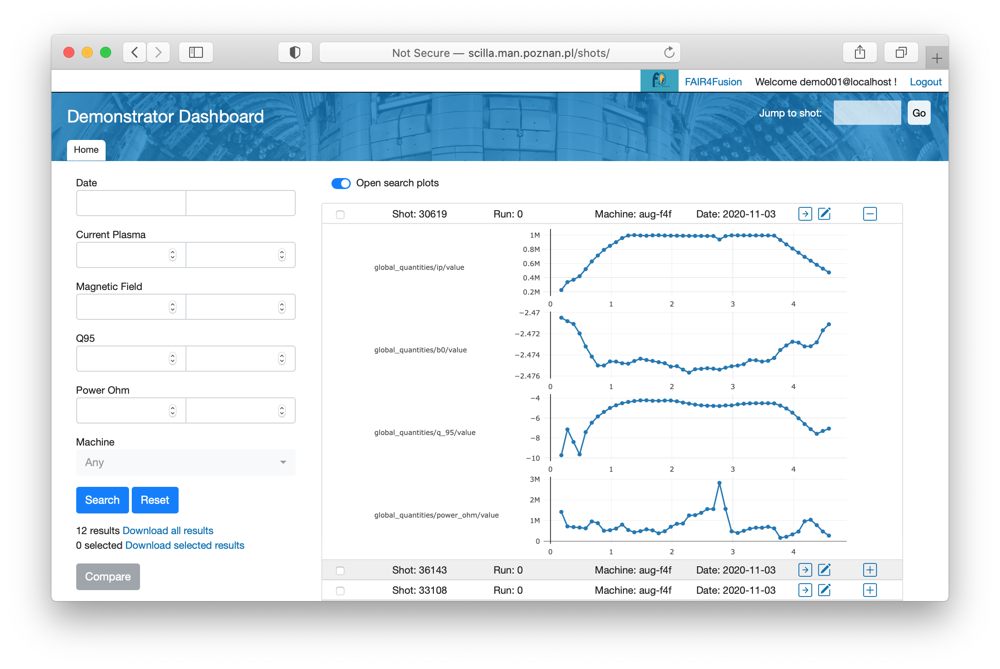 Not Secure — scilla.man.poznan.pl/shots/
FAIR4Fusion Welcome demo001@localhost ! Logout
Demonstrator Dashboard
Jump to shot: Go
Home
Date
Current Plasma
Magnetic Field
Q95
Power Ohm
Machine
Any
Search Reset
12 results Download all results
0 selected Download selected results
Compare
Open search plots
Shot: 30619 Run: 0 Machine: aug-f4f Date: 2020-11-03
global_quantities/ip/value
1M
0.8M
0.6M
0.4M
0.2M
0 1 2 3 4
global_quantities/b0/value
−2.47
−2.472
−2.474
−2.476
0 1 2 3 4
global_quantities/q_95/value
−4
−6
−8
−10
0 1 2 3 4
global_quantities/power_ohm/value
3M
2M
1M
0
0 1 2 3 4
Shot: 36143 Run: 0 Machine: aug-f4f Date: 2020-11-03
Shot: 33108 Run: 0 Machine: aug-f4f Date: 2020-11-03